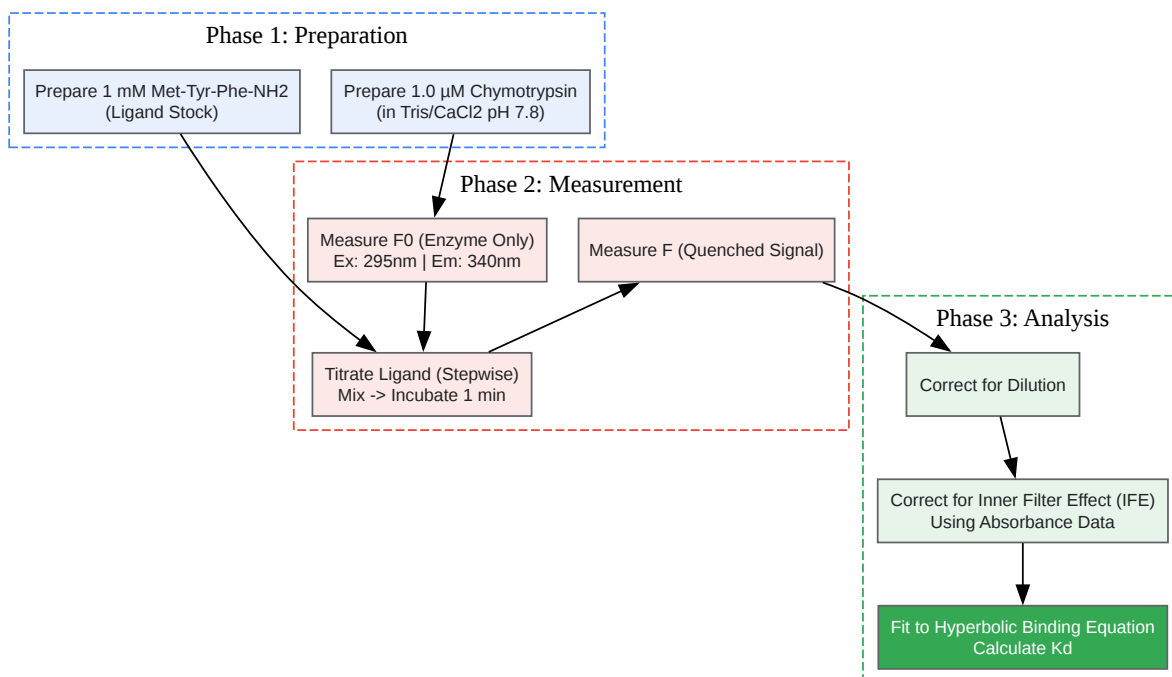 Phase 1: Preparation
Prepare 1 mM Met-Tyr-Phe-NH2
(Ligand Stock)
Prepare 1.0 µM Chymotrypsin
(in Tris/CaCl2 pH 7.8)
Phase 2: Measurement
Measure F0 (Enzyme Only)
Ex: 295nm | Em: 340nm
Measure F (Quenched Signal)
Titrate Ligand (Stepwise)
Mix -> Incubate 1 min
Phase 3: Analysis
Correct for Dilution
Correct for Inner Filter Effect (IFE)
Using Absorbance Data
Fit to Hyperbolic Binding Equation
Calculate Kd